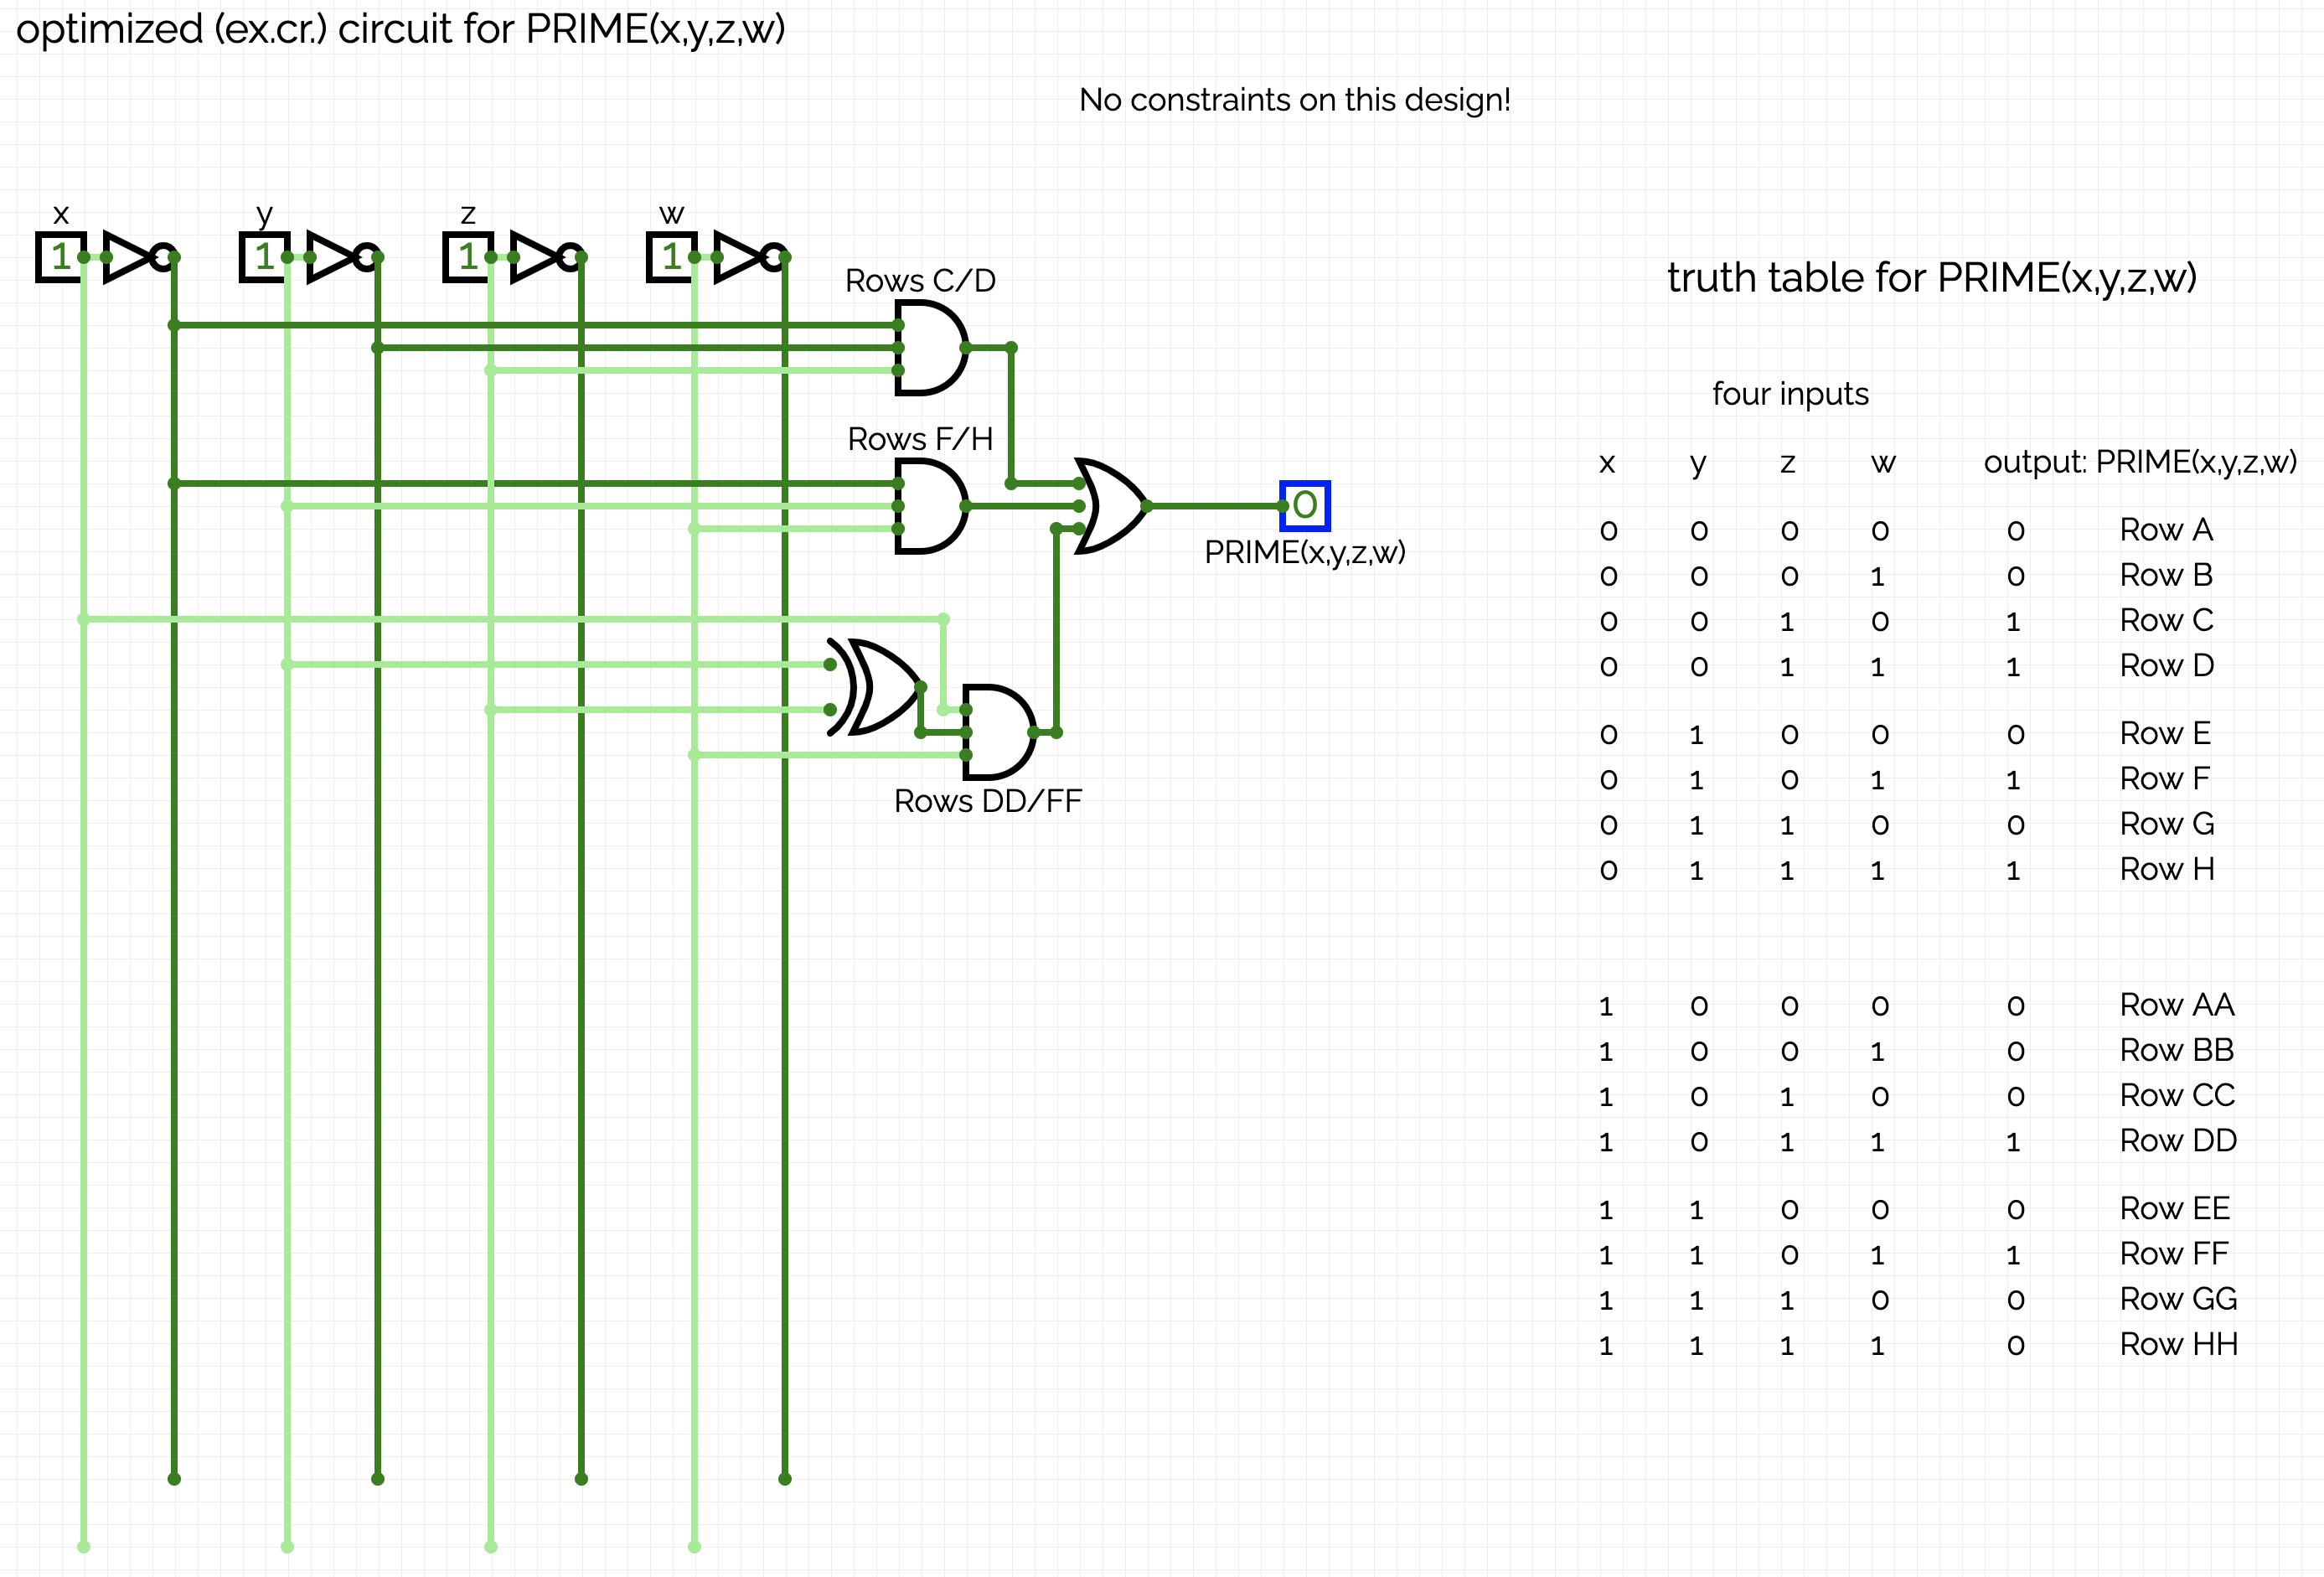 optimized (ex.cr.) circuit for PRIME(x,y,z,w)
No constraints on this design!
x y z w
1 1 1 1
Rows C/D
Rows F/H
0
PRIME(x,y,z,w)
Rows DD/FF
truth table for PRIME(x,y,z,w)
four inputs
x y z w output: PRIME(x,y,z,w)
0 0 0 0 0 Row A
0 0 0 1 0 Row B
0 0 1 0 1 Row C
0 0 1 1 1 Row D
0 1 0 0 0 Row E
0 1 0 1 1 Row F
0 1 1 0 0 Row G
0 1 1 1 1 Row H
1 0 0 0 0 Row AA
1 0 0 1 0 Row BB
1 0 1 0 0 Row CC
1 0 1 1 1 Row DD
1 1 0 0 0 Row EE
1 1 0 1 1 Row FF
1 1 1 0 0 Row GG
1 1 1 1 0 Row HH